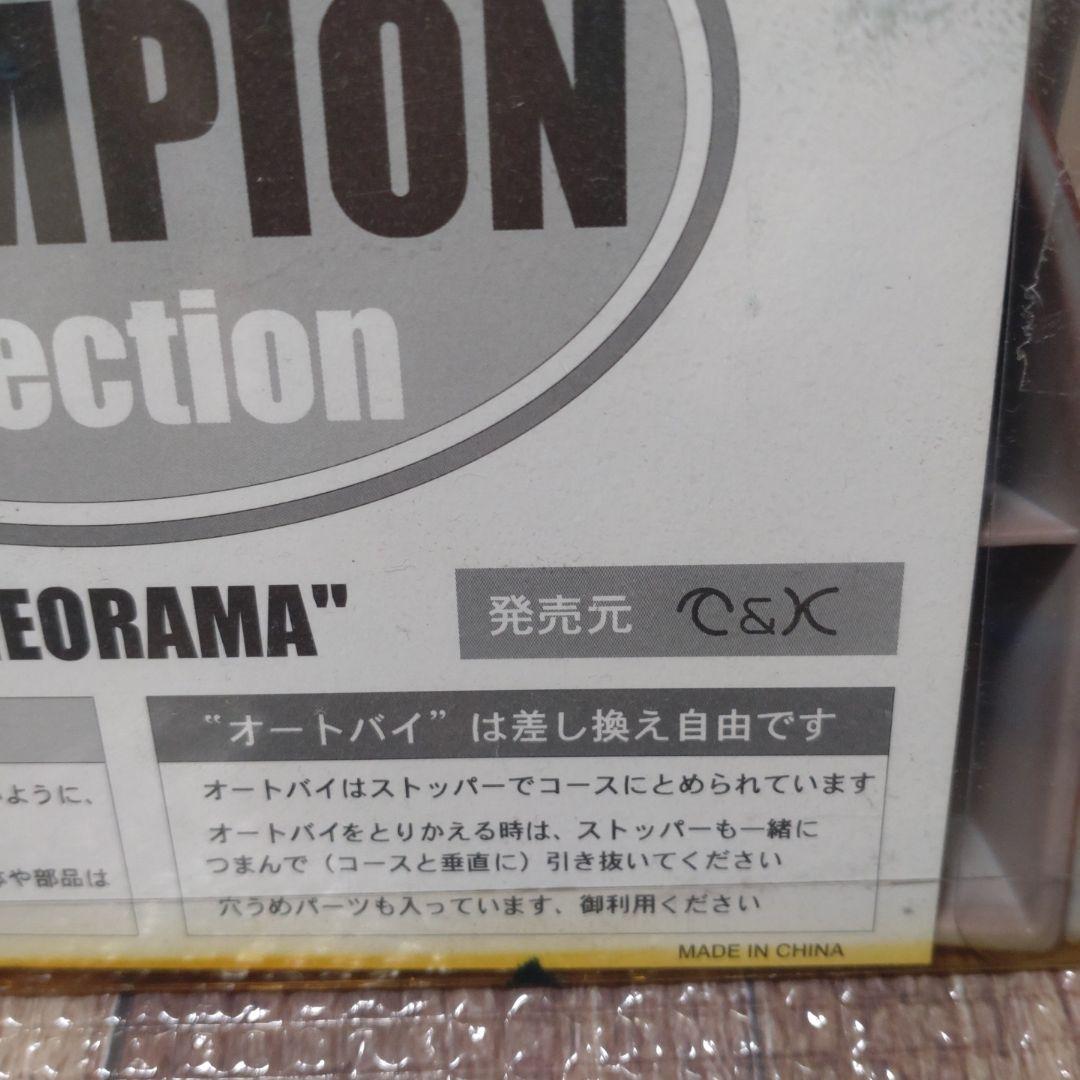 MPION
ection
EORAMA"
発売元 C&K
“オートバイ”は差し換え自由です
ように、
や部品は
オートバイはストッパーでコースにとめられています
オートバイをとりかえる時は、ストッパーも一緒に
つまんで（コースと垂直に）引き抜いてください
穴うめパーツも入っています、御利用ください
MADE IN CHINA